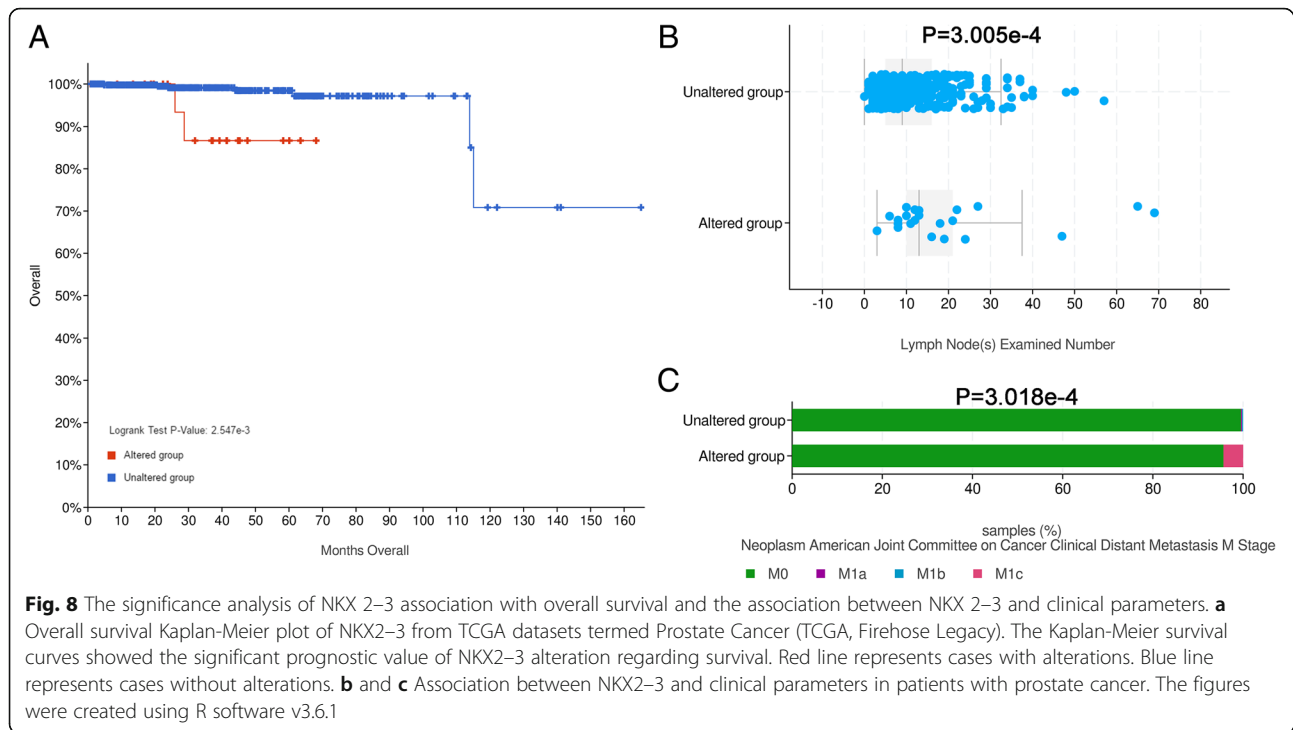 A
100%
90%
80%
70%
60%
50%
40%
30%
20%
10%
0%
Overall
Logrank Test P-Value: 2.547e-3
Altered group
Unaltered group
0 10 20 30 40 50 60 70 80 90 100 110 120 130 140 150 160
Months Overall
B
P=3.005e-4
Unaltered group
Altered group
-10 0 10 20 30 40 50 60 70 80
Lymph Node(s) Examined Number
C
P=3.018e-4
Unaltered group
Altered group
0 20 40 60 80 100
samples (%)
Neoplasm American Joint Committee on Cancer Clinical Distant Metastasis M Stage
M0 M1a M1b M1c
Fig. 8 The significance analysis of NKX 2–3 association with overall survival and the association between NKX 2–3 and clinical parameters. a
Overall survival Kaplan-Meier plot of NKX2–3 from TCGA datasets termed Prostate Cancer (TCGA, Firehose Legacy). The Kaplan-Meier survival
curves showed the significant prognostic value of NKX2–3 alteration regarding survival. Red line represents cases with alterations. Blue line
represents cases without alterations. b and c Association between NKX2–3 and clinical parameters in patients with prostate cancer. The figures
were created using R software v3.6.1